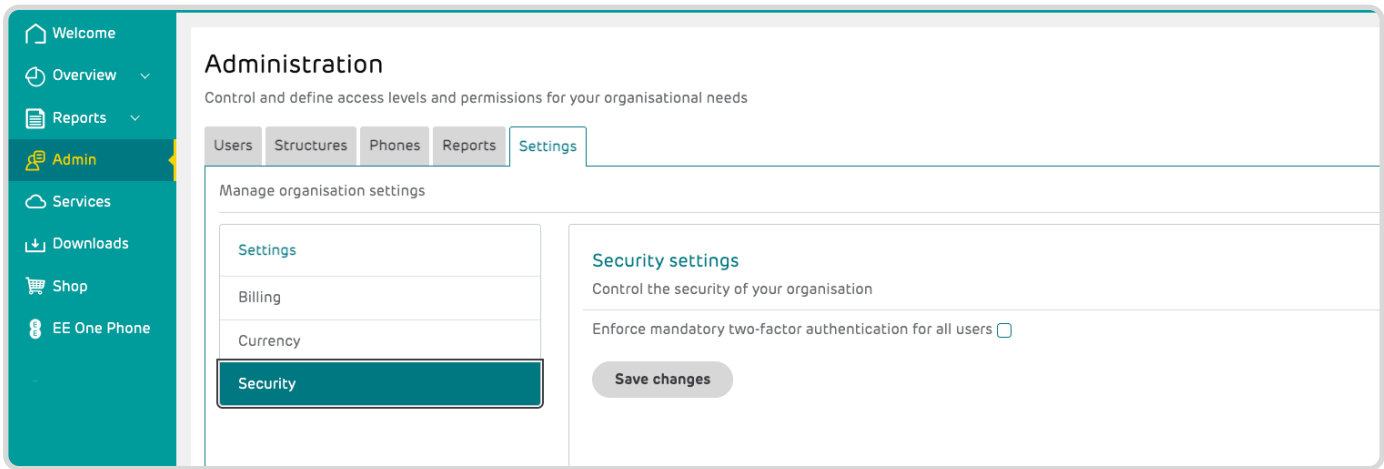 Welcome
Overview
Reports
Admin
Services
Downloads
Shop
EE One Phone
Administration
Control and define access levels and permissions for your organisational needs
Users Structures Phones Reports Settings
Manage organisation settings
Settings
Billing
Currency
Security
Security settings
Control the security of your organisation
Enforce mandatory two-factor authentication for all users
Save changes